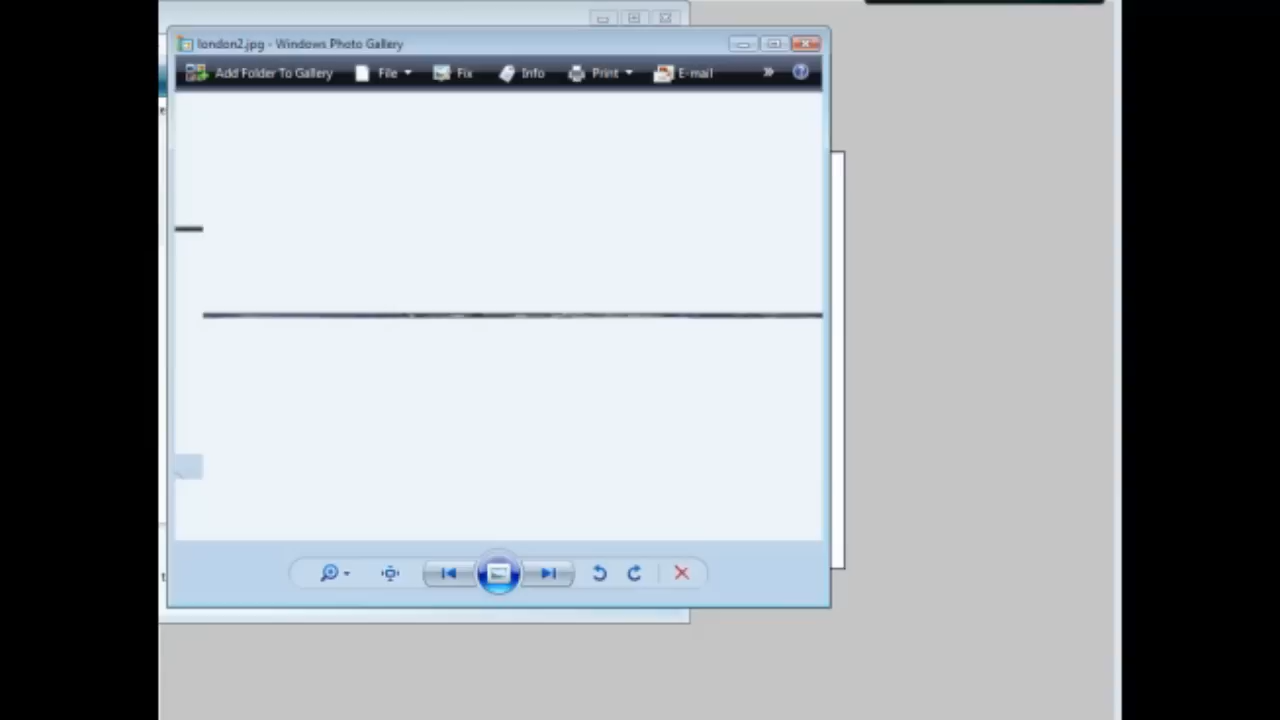 london2.jpg - Windows Photo Gallery
Add Folder To Gallery File Fix Info Print E-mail »